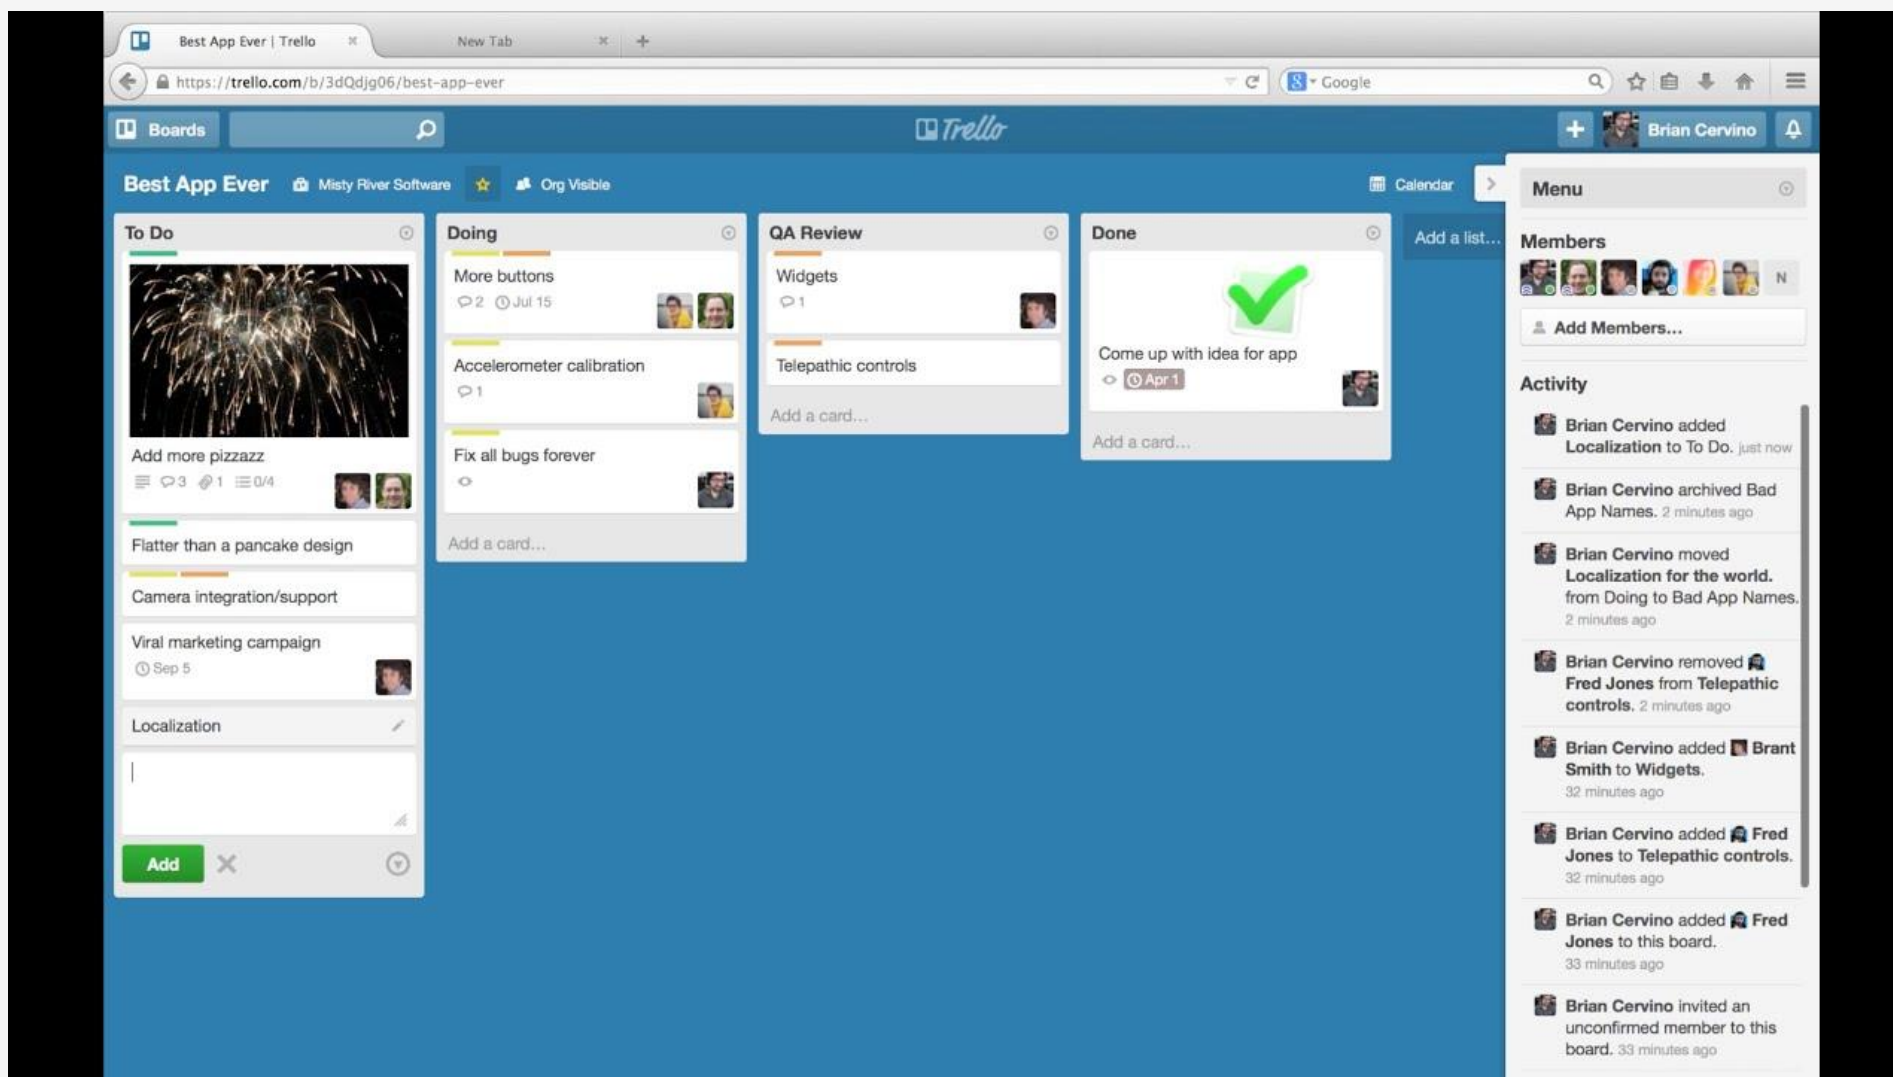 Best App Ever | Trello
New Tab
https://trello.com/b/3dQdjg06/best-app-ever
Google
Boards
Trello
Brian Cervino
Best App Ever
Misty River Software
Org Visible
Calendar
To Do
Add more pizzazz
3 1 0/4
Flatter than a pancake design
Camera integration/support
Viral marketing campaign
Sep 5
Localization
Add
Doing
More buttons
2 Jul 15
Accelerometer calibration
1
Fix all bugs forever
Add a card...
QA Review
Widgets
1
Telepathic controls
Add a card...
Done
Come up with idea for app
Apr 1
Add a card...
Add a list...
Menu
Members
N
Add Members...
Activity
Brian Cervino added
Localization to To Do. just now
Brian Cervino archived Bad
App Names. 2 minutes ago
Brian Cervino moved
Localization for the world.
from Doing to Bad App Names.
2 minutes ago
Brian Cervino removed
Fred Jones from Telepathic
controls. 2 minutes ago
Brian Cervino added Brant
Smith to Widgets.
32 minutes ago
Brian Cervino added Fred
Jones to Telepathic controls.
32 minutes ago
Brian Cervino added Fred
Jones to this board.
33 minutes ago
Brian Cervino invited an
unconfirmed member to this
board. 33 minutes ago